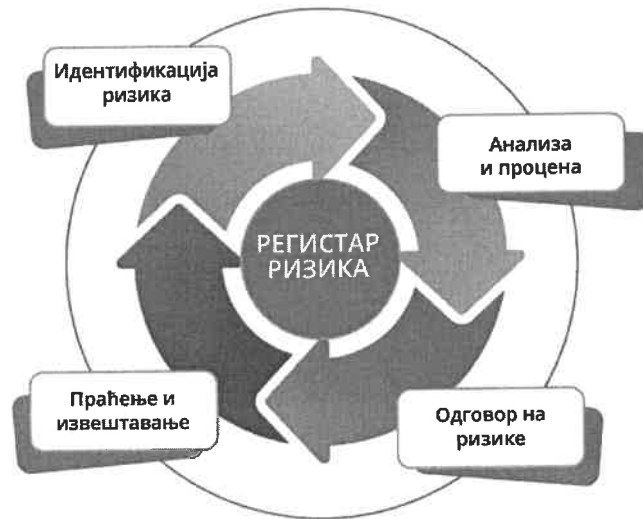 Идентификација
ризика
Анализа
и процена
РЕГИСТАР
РИЗИКА
Праћење и
извештавање
Одговор на
ризике